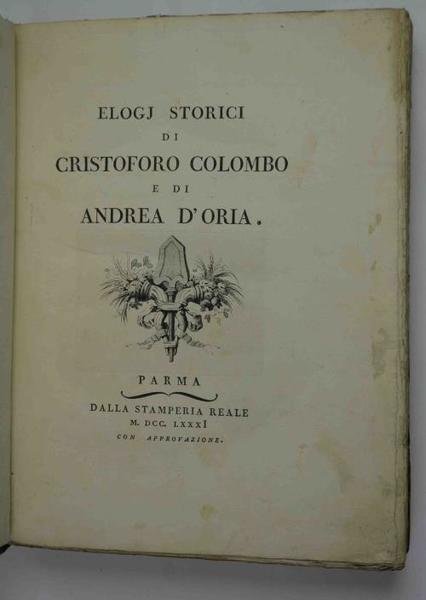 ELOGJ STORICI
DI
CRISTOFORO COLOMBO
E DI
ANDREA D'ORIA.
PARMA
DALLA STAMPERIA REALE
M. DCC. LXXXI
CON APPROVAZIONE.